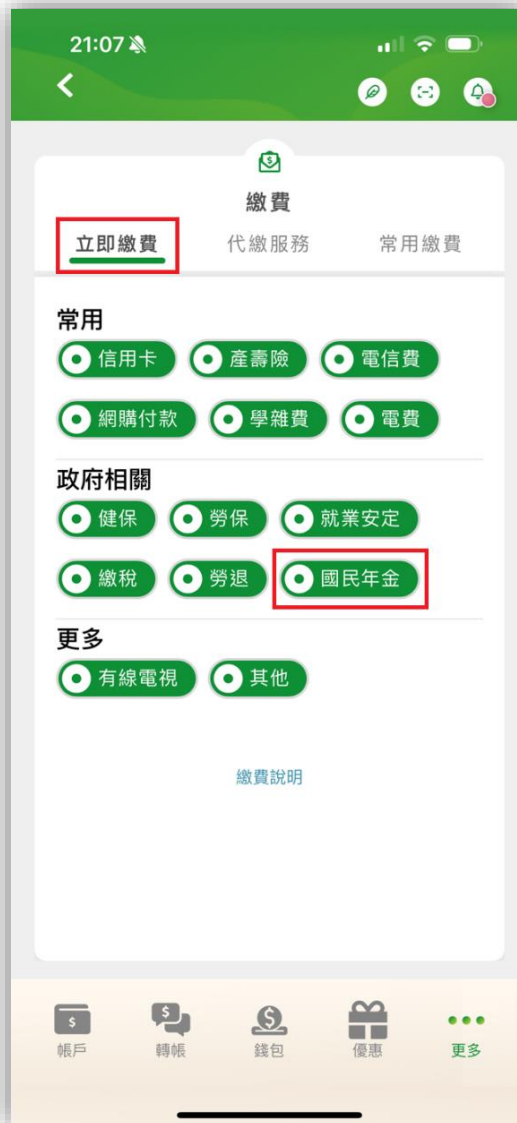 21:07
繳費
立即繳費 代繳服務 常用繳費
常用
信用卡 產壽險 電信費
網購付款 學雜費 電費
政府相關
健保 勞保 就業安定
繳稅 勞退 國民年金
更多
有線電視 其他
繳費說明
帳戶 轉帳 錢包 優惠 更多